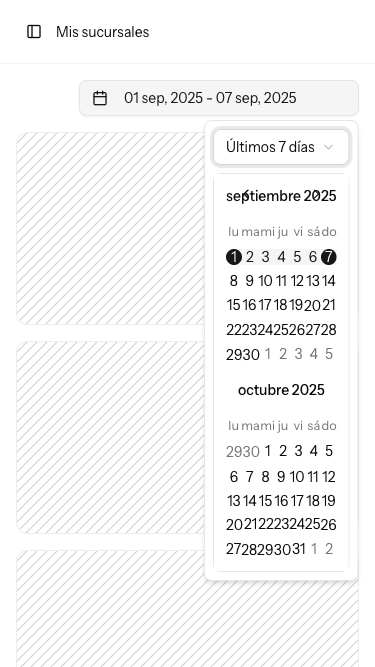 Mis sucursales
01 sep, 2025 - 07 sep, 2025
Últimos 7 días
septiembre 2025
lu ma mi ju vi sá do
1 2 3 4 5 6 7
8 9 10 11 12 13 14
15 16 17 18 19 20 21
22 23 24 25 26 27 28
29 30 1 2 3 4 5
octubre 2025
lu ma mi ju vi sá do
29 30 1 2 3 4 5
6 7 8 9 10 11 12
13 14 15 16 17 18 19
20 21 22 23 24 25 26
27 28 29 30 31 1 2